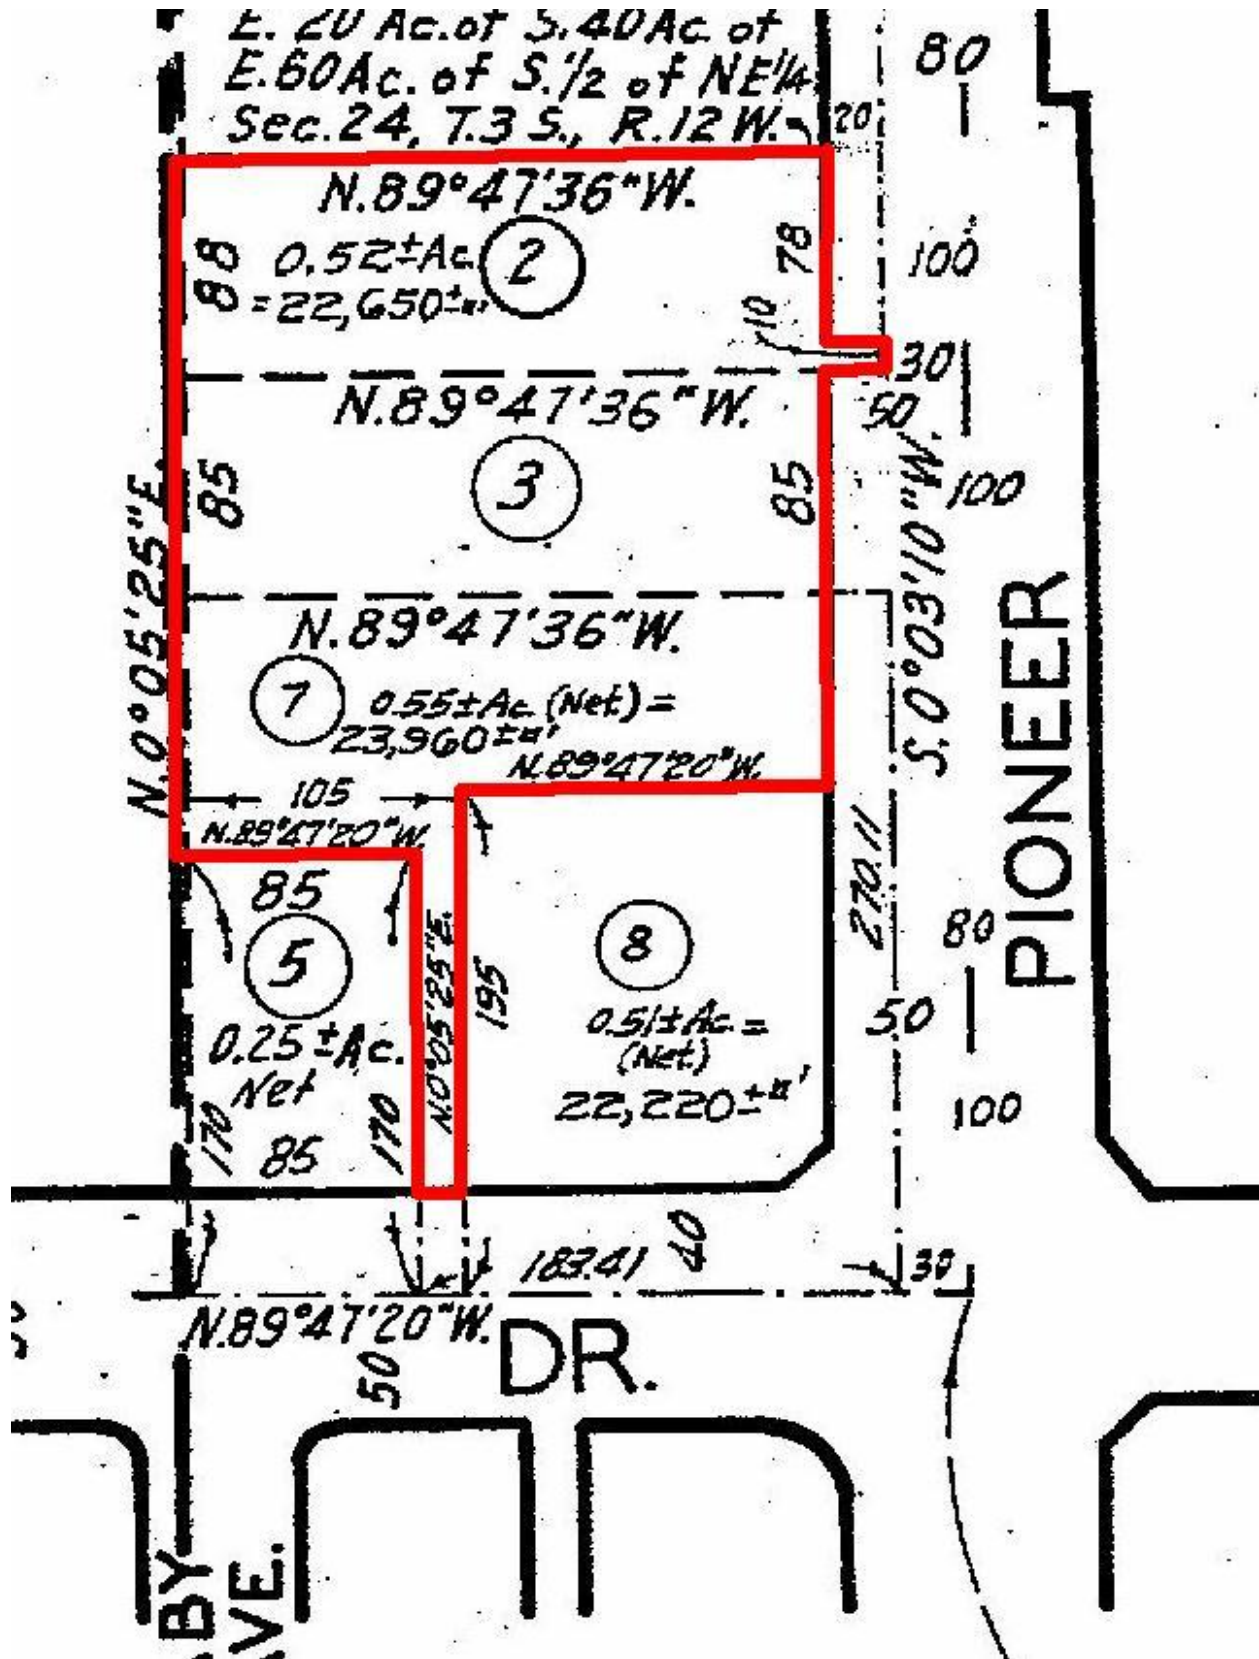 E. 20 Ac. of S. 40 Ac. of
E. 60 Ac. of S. 1/2 of NE 1/4
Sec. 24, T. 3 S., R. 12 W.
20
80
N. 89° 47' 36" W.
88
0.52± Ac.
= 22,650±
2
78
10
100
30
50
N. 89° 47' 36" W.
85
3
85
100
N. 0° 05' 25" E.
S. 0° 03' 10" W.
N. 89° 47' 36" W.
7
0.55± Ac. (Net) =
23,960±
N. 89° 47' 20" W.
PIONEER
105
N. 89° 47' 20" W.
85
5
0.25± Ac.
Net
170
85
170
N. 0° 05' 25" E.
195
8
0.51± Ac. =
(Net)
22,220±
270.11
80
50
100
183.41
40
30
N. 89° 47' 20" W.
50
DR.
BY
VE.